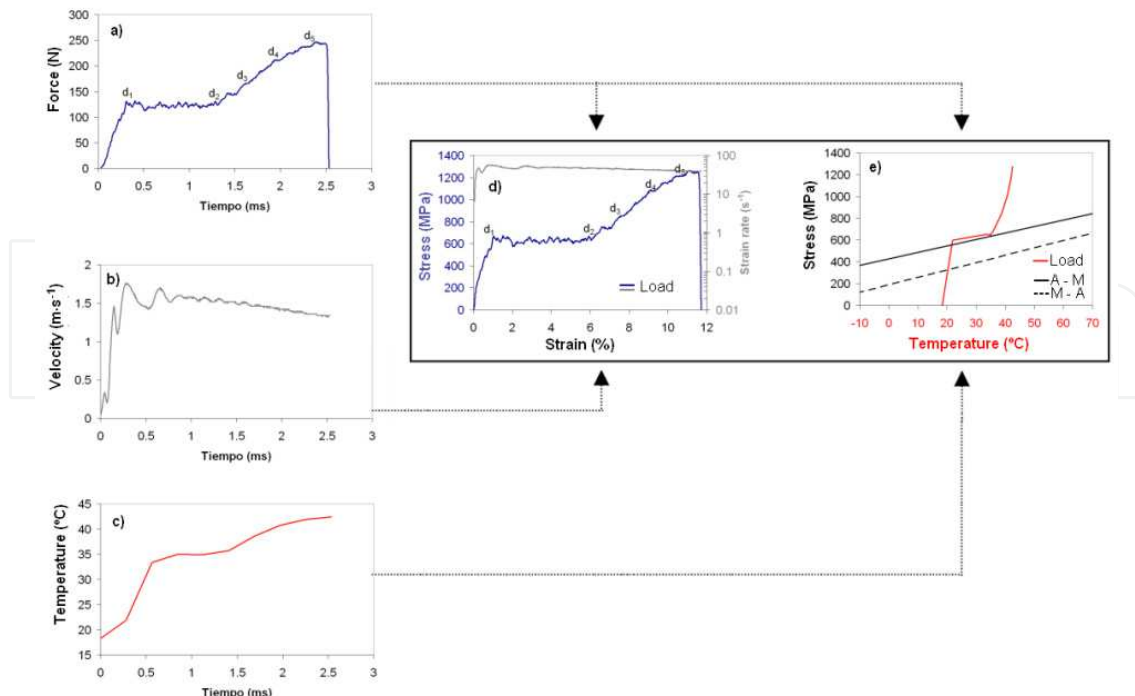 a)
Force (N)
300
250
200
150
100
50
0
d1
d2
d3
d4
d5
0 0.5 1 1.5 2 2.5 3
Tiempo (ms)
b)
Velocity (m·s-1)
2
1.5
1
0.5
0
0 0.5 1 1.5 2 2.5 3
Tiempo (ms)
c)
Temperature (ºC)
45
40
35
30
25
20
15
0 0.5 1 1.5 2 2.5 3
Tiempo (ms)
d)
Stress (MPa)
1400
1200
1000
800
600
400
200
0
d1
d2
d3
d4
Load
0 2 4 6 8 10 12
Strain (%)
100
10
1
0.1
0.01
Strain rate (s-1)
e)
Stress (MPa)
1400
1200
1000
800
600
400
200
0
Load
A - M
M - A
-10 0 10 20 30 40 50 60 70
Temperature (ºC)